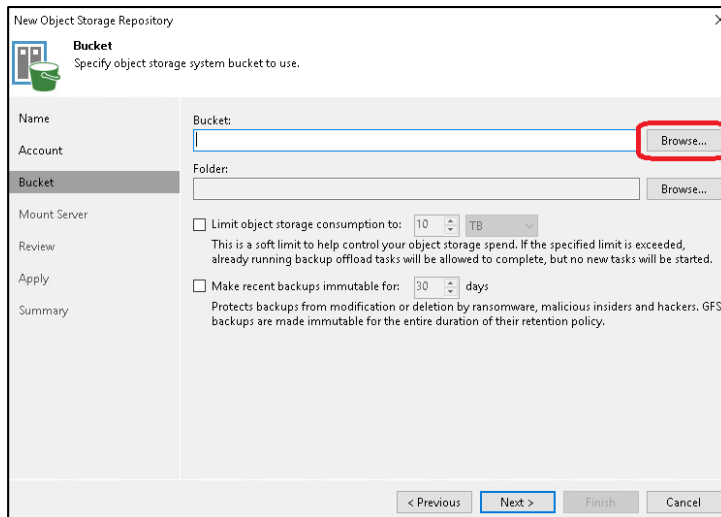 New Object Storage Repository
Bucket
Specify object storage system bucket to use.
Name
Account
Bucket
Mount Server
Review
Apply
Summary
Bucket:
Browse...
Folder:
Browse...
Limit object storage consumption to: 10 TB
This is a soft limit to help control your object storage spend. If the specified limit is exceeded,
already running backup offload tasks will be allowed to complete, but no new tasks will be started.
Make recent backups immutable for: 30 days
Protects backups from modification or deletion by ransomware, malicious insiders and hackers. GFS
backups are made immutable for the entire duration of their retention policy.
< Previous Next > Finish Cancel